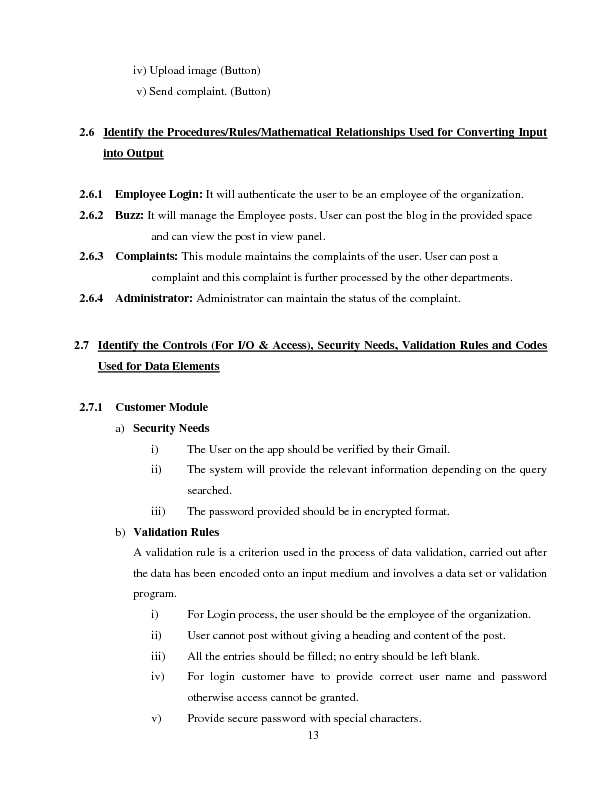 iv) Upload image (Button)
v) Send complaint. (Button)
2.6 Identify the Procedures/Rules/Mathematical Relationships Used for Converting Input
into Output
2.6.1 Employee Login: It will authenticate the user to be an employee of the organization.
2.6.2 Buzz: It will manage the Employee posts. User can post the blog in the provided space
and can view the post in view panel.
2.6.3 Complaints: This module maintains the complaints of the user. User can post a
complaint and this complaint is further processed by the other departments.
2.6.4 Administrator: Administrator can maintain the status of the complaint.
2.7 Identify the Controls (For I/O & Access), Security Needs, Validation Rules and Codes
Used for Data Elements
2.7.1 Customer Module
a) Security Needs
i) The User on the app should be verified by their Gmail.
ii) The system will provide the relevant information depending on the query
searched.
iii) The password provided should be in encrypted format.
b) Validation Rules
A validation rule is a criterion used in the process of data validation, carried out after
the data has been encoded onto an input medium and involves a data set or validation
program.
i) For Login process, the user should be the employee of the organization.
ii) User cannot post without giving a heading and content of the post.
iii) All the entries should be filled; no entry should be left blank.
iv) For login customer have to provide correct user name and password
otherwise access cannot be granted.
v) Provide secure password with special characters.
13